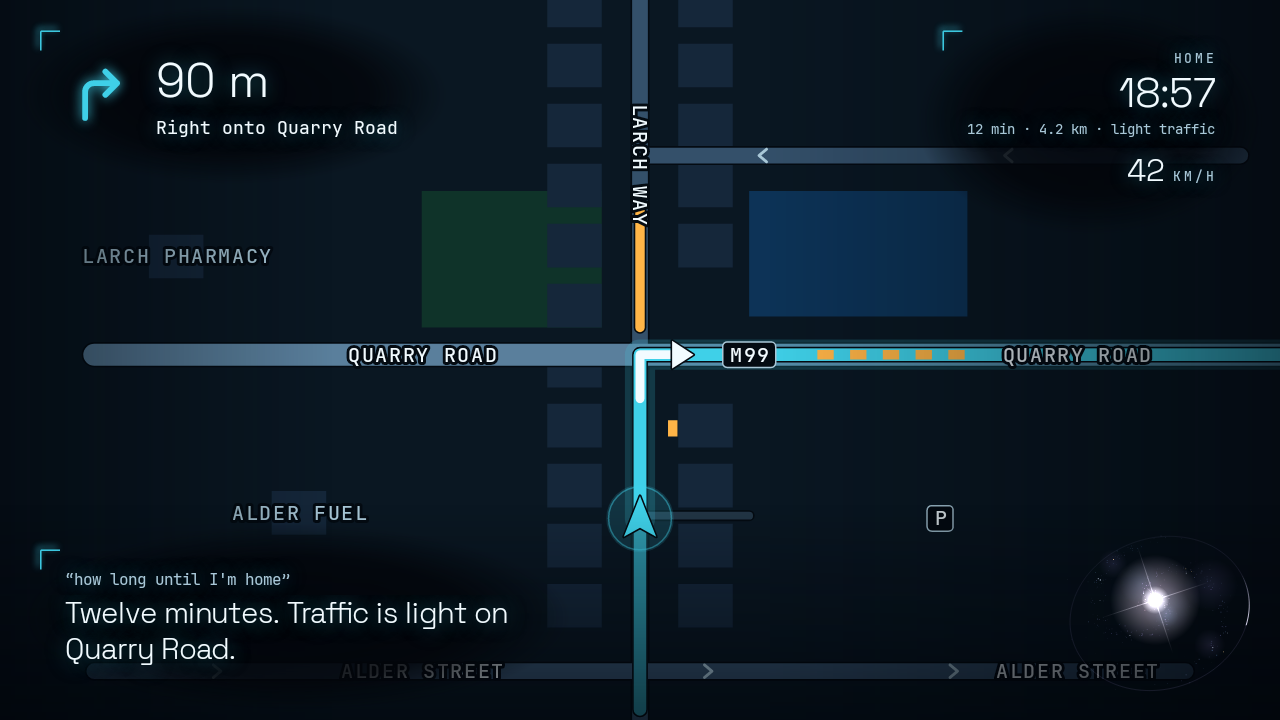 90 m
Right onto Quarry Road
HOME
18:57
12 min · 4.2 km · light traffic
42 KM/H
LARCH WAY
LARCH PHARMACY
QUARRY ROAD
M99
QUARRY ROAD
ALDER FUEL
P
“how long until I'm home”
Twelve minutes. Traffic is light on
Quarry Road.
ALDER STREET
ALDER STREET